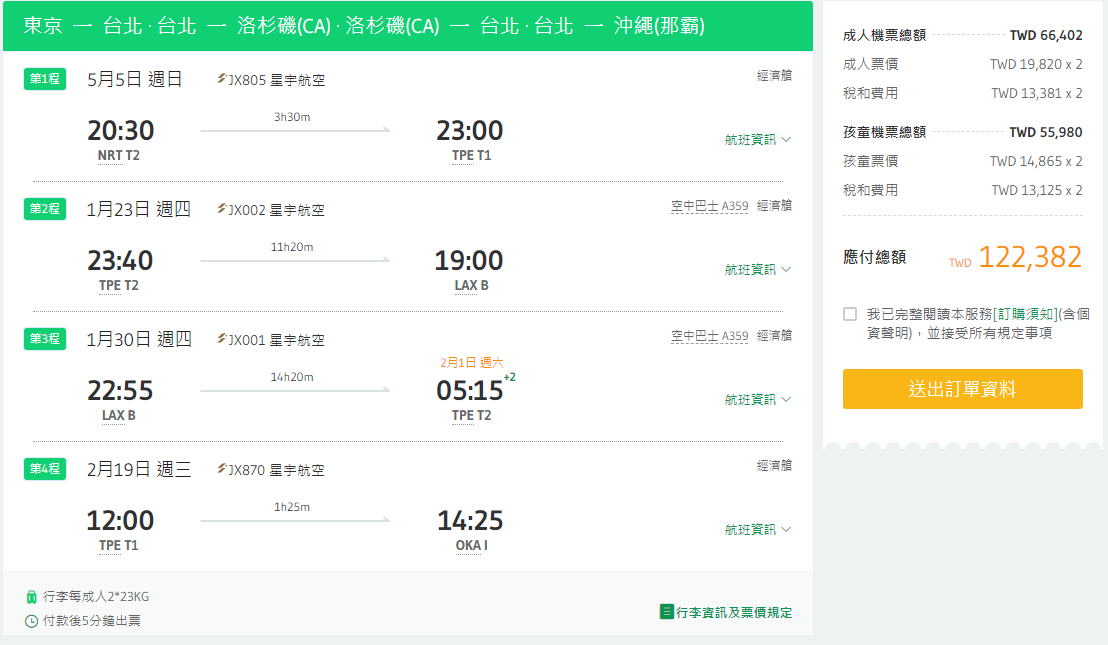 東京 一 台北 · 台北 一 洛杉磯(CA) · 洛杉磯(CA) 一 台北 · 台北 一 沖繩(那霸)
第1程 5月5日 週日 JX805 星宇航空 經濟艙
3h30m
20:30 23:00
NRT T2 TPE T1
航班資訊
第2程 1月23日 週四 JX002 星宇航空 空中巴士 A359 經濟艙
11h20m
23:40 19:00
TPE T2 LAX B
航班資訊
第3程 1月30日 週四 JX001 星宇航空 空中巴士 A359 經濟艙
2月1日 週六
14h20m
22:55 05:15 +2
LAX B TPE T2
航班資訊
第4程 2月19日 週三 JX870 星宇航空 經濟艙
1h25m
12:00 14:25
TPE T1 OKA I
航班資訊
行李每成人2*23KG
付款後5分鐘出票
行李資訊及票價規定
成人機票總額 TWD 66,402
成人票價 TWD 19,820 x 2
稅和費用 TWD 13,381 x 2
孩童機票總額 TWD 55,980
孩童票價 TWD 14,865 x 2
稅和費用 TWD 13,125 x 2
應付總額 TWD 122,382
我已完整閱讀本服務[訂購須知](含個
資聲明)，並接受所有規定事項
送出訂單資料